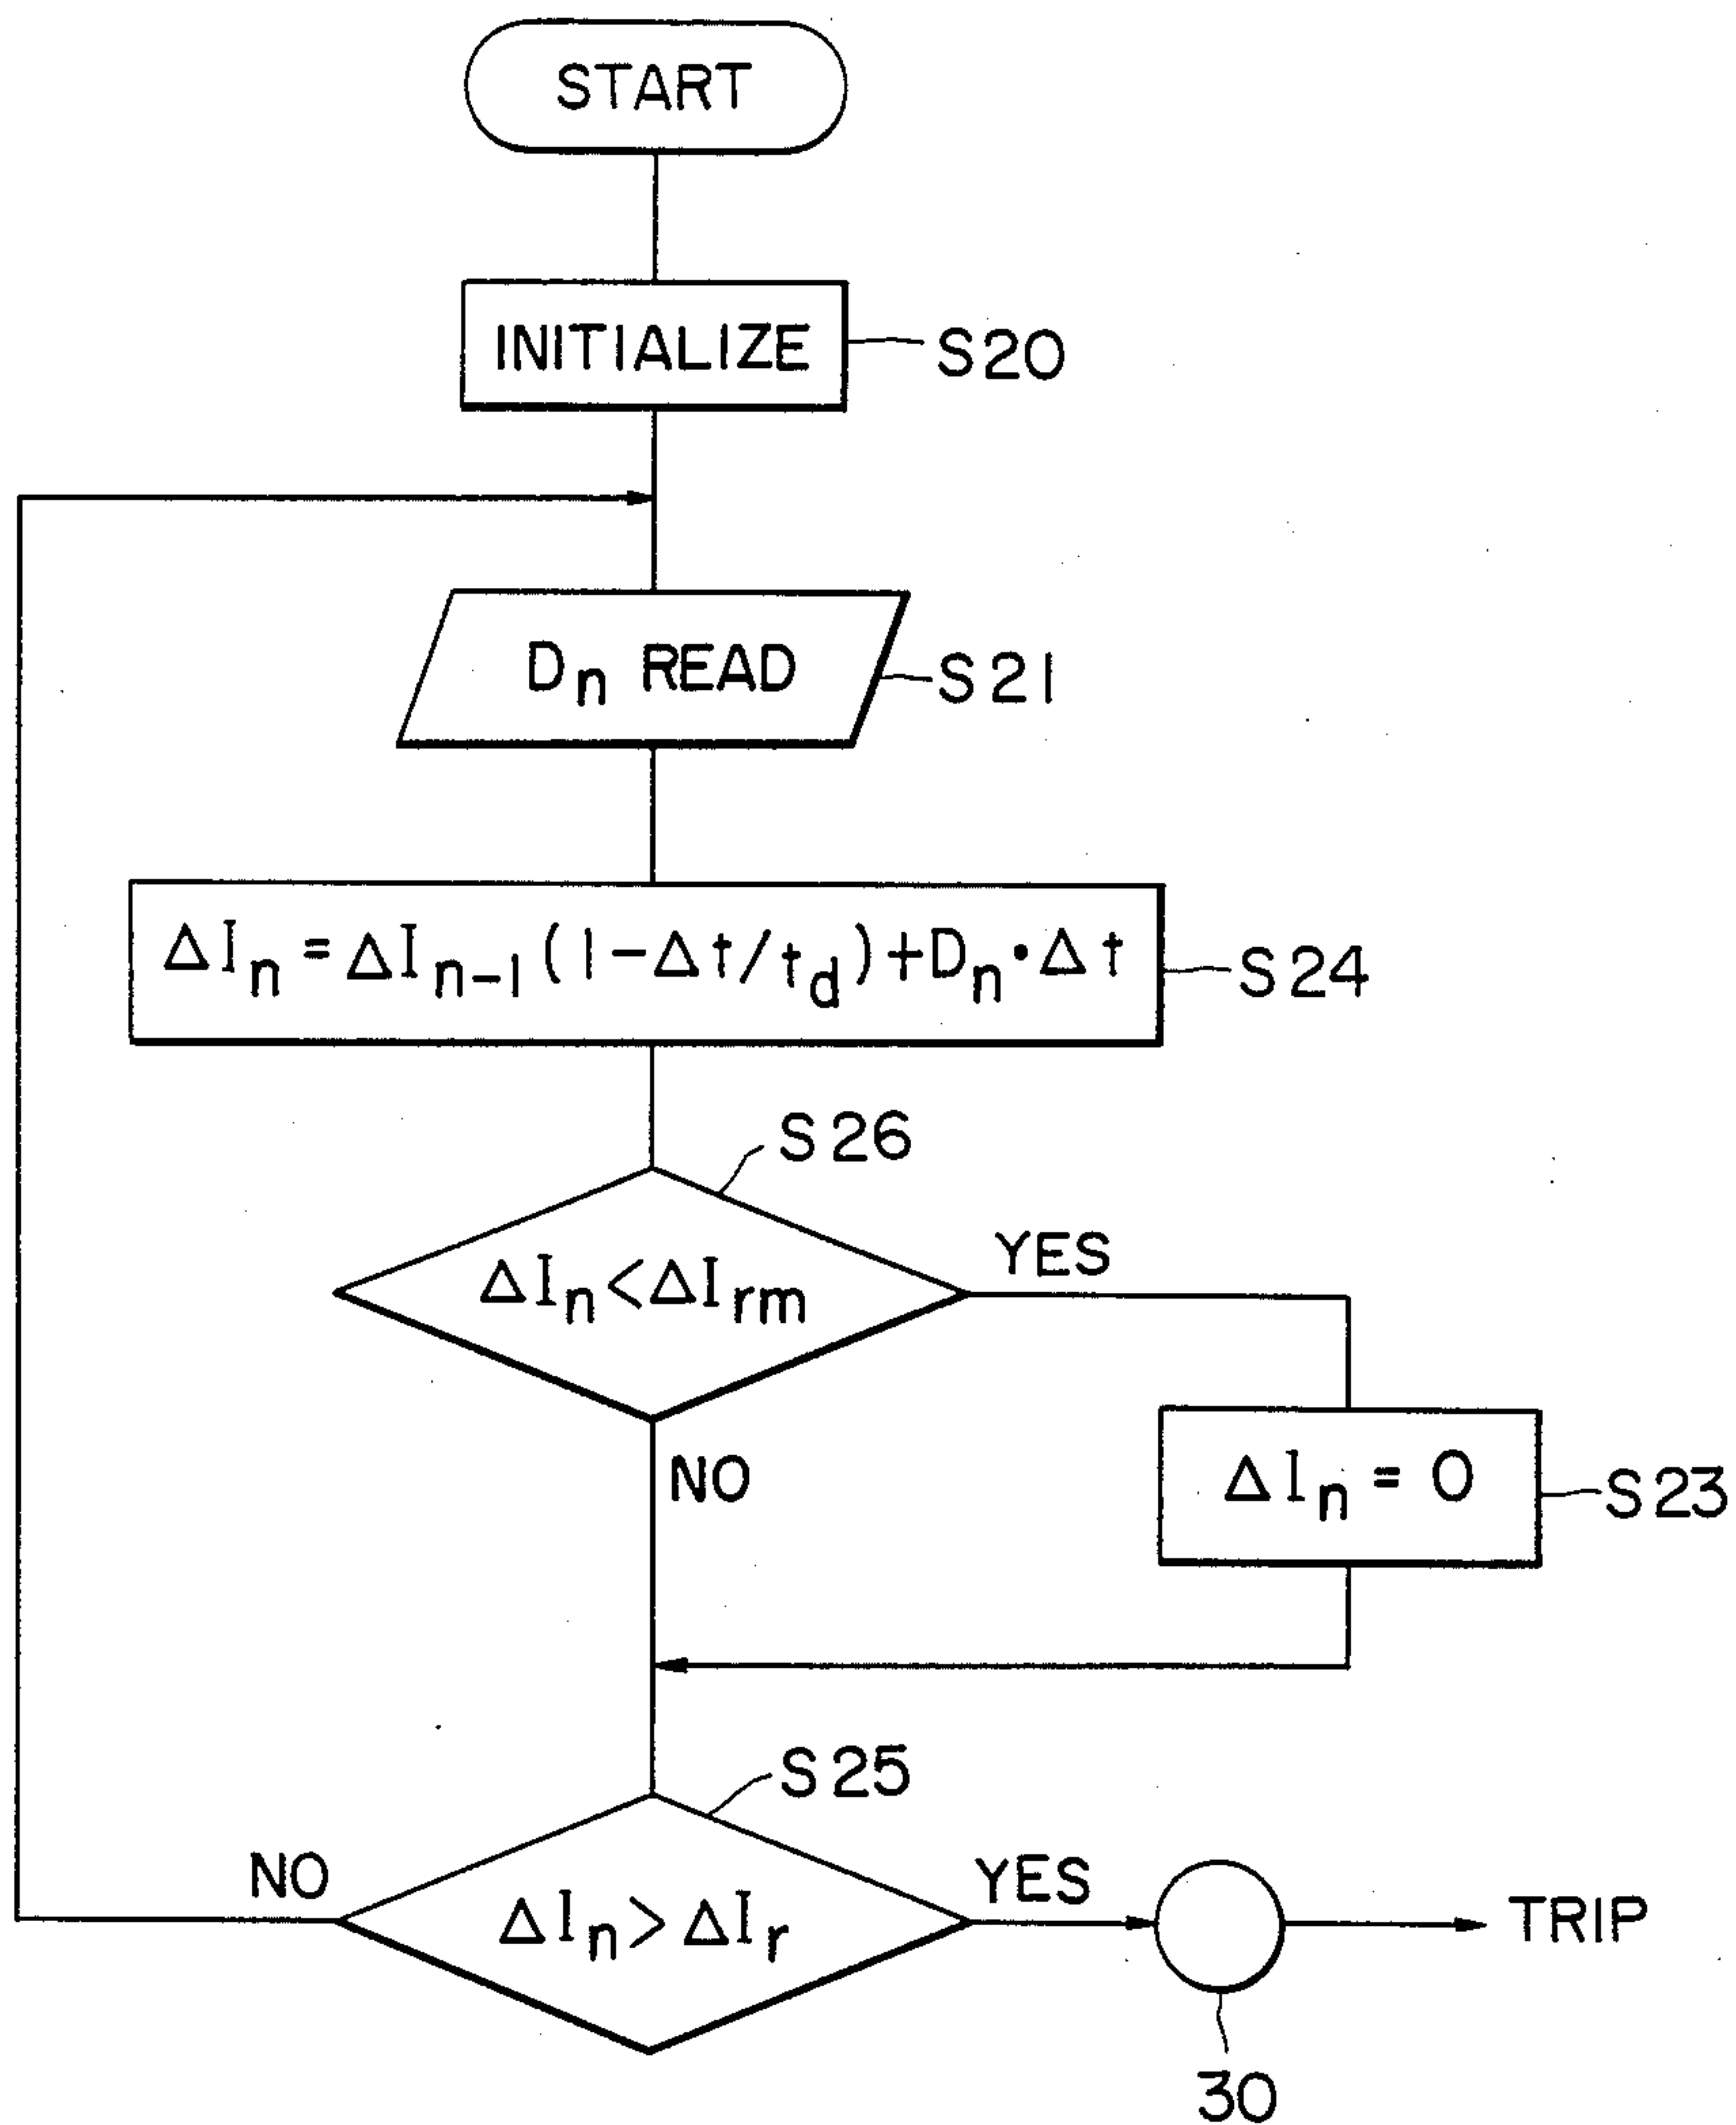 START
INITIALIZE
S20
Dn READ
S21
ΔIn = ΔIn-1 (1-Δt/td)+Dn·Δt
S24
S26
ΔIn<ΔIrm
YES
NO
ΔIn = 0
S23
S25
NO
ΔIn>ΔIr
YES
TRIP
30